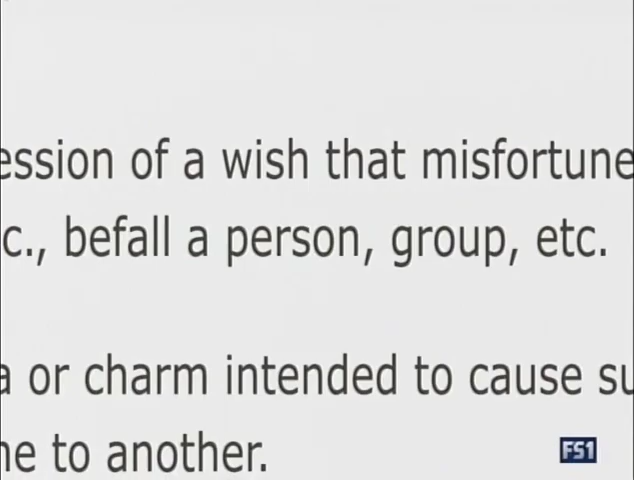 ession of a wish that misfortune
c., befall a person, group, etc.
a or charm intended to cause su
ne to another.
FS1